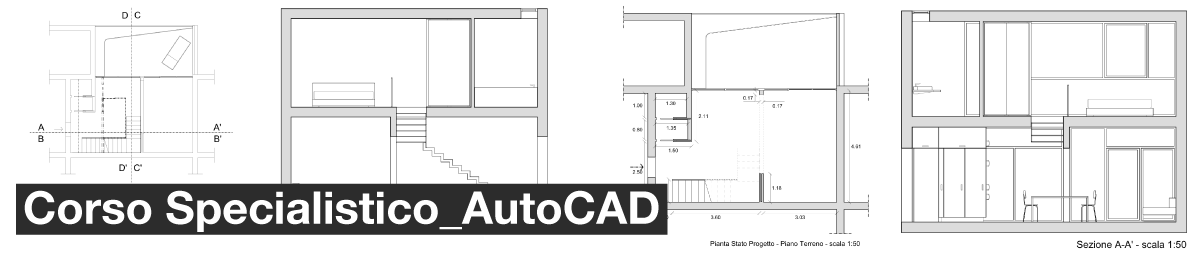 D C
A A'
B B'
D' C'
Corso Specialistico_AutoCAD
1.00
1.30
0.80
1.35
1.50
2.50
2.11
0.17 0.17
4.61
1.18
3.60 3.03
Pianta Stato Progetto - Piano Terreno - scala 1:50
Sezione A-A' - scala 1:50